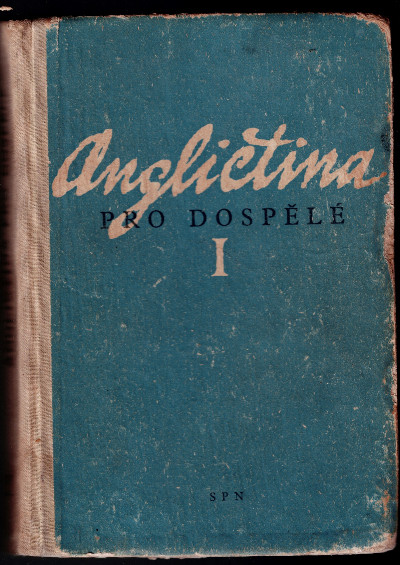 Angličtina
PRO DOSPĚLÉ
I
SPN